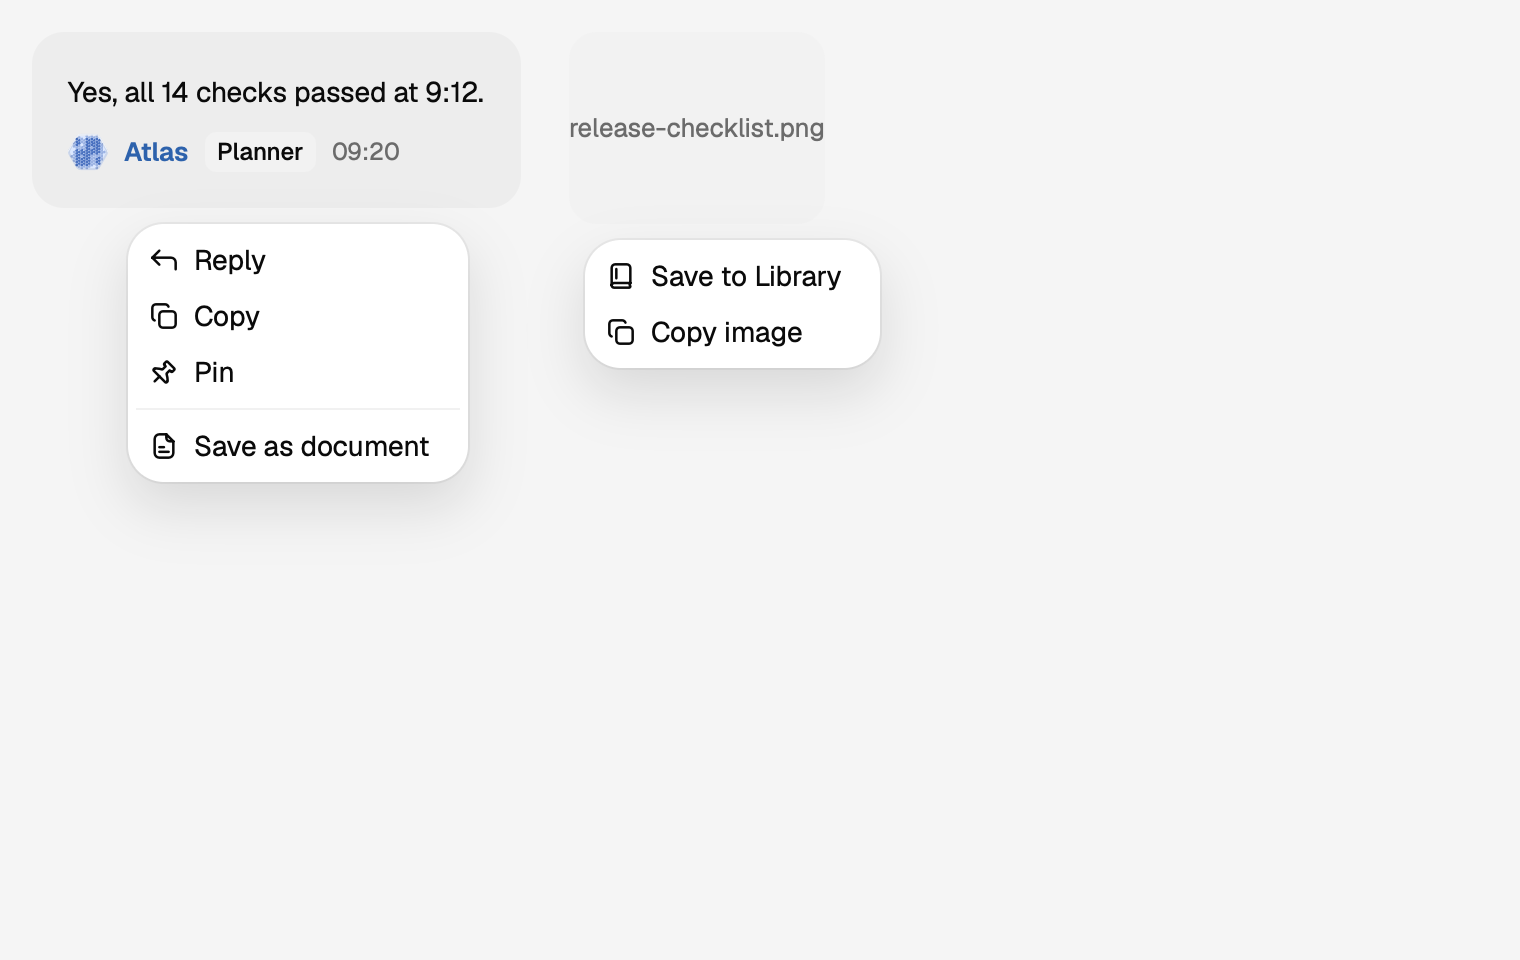 Yes, all 14 checks passed at 9:12.
Atlas Planner 09:20
Reply
Copy
Pin
Save as document
release-checklist.png
Save to Library
Copy image